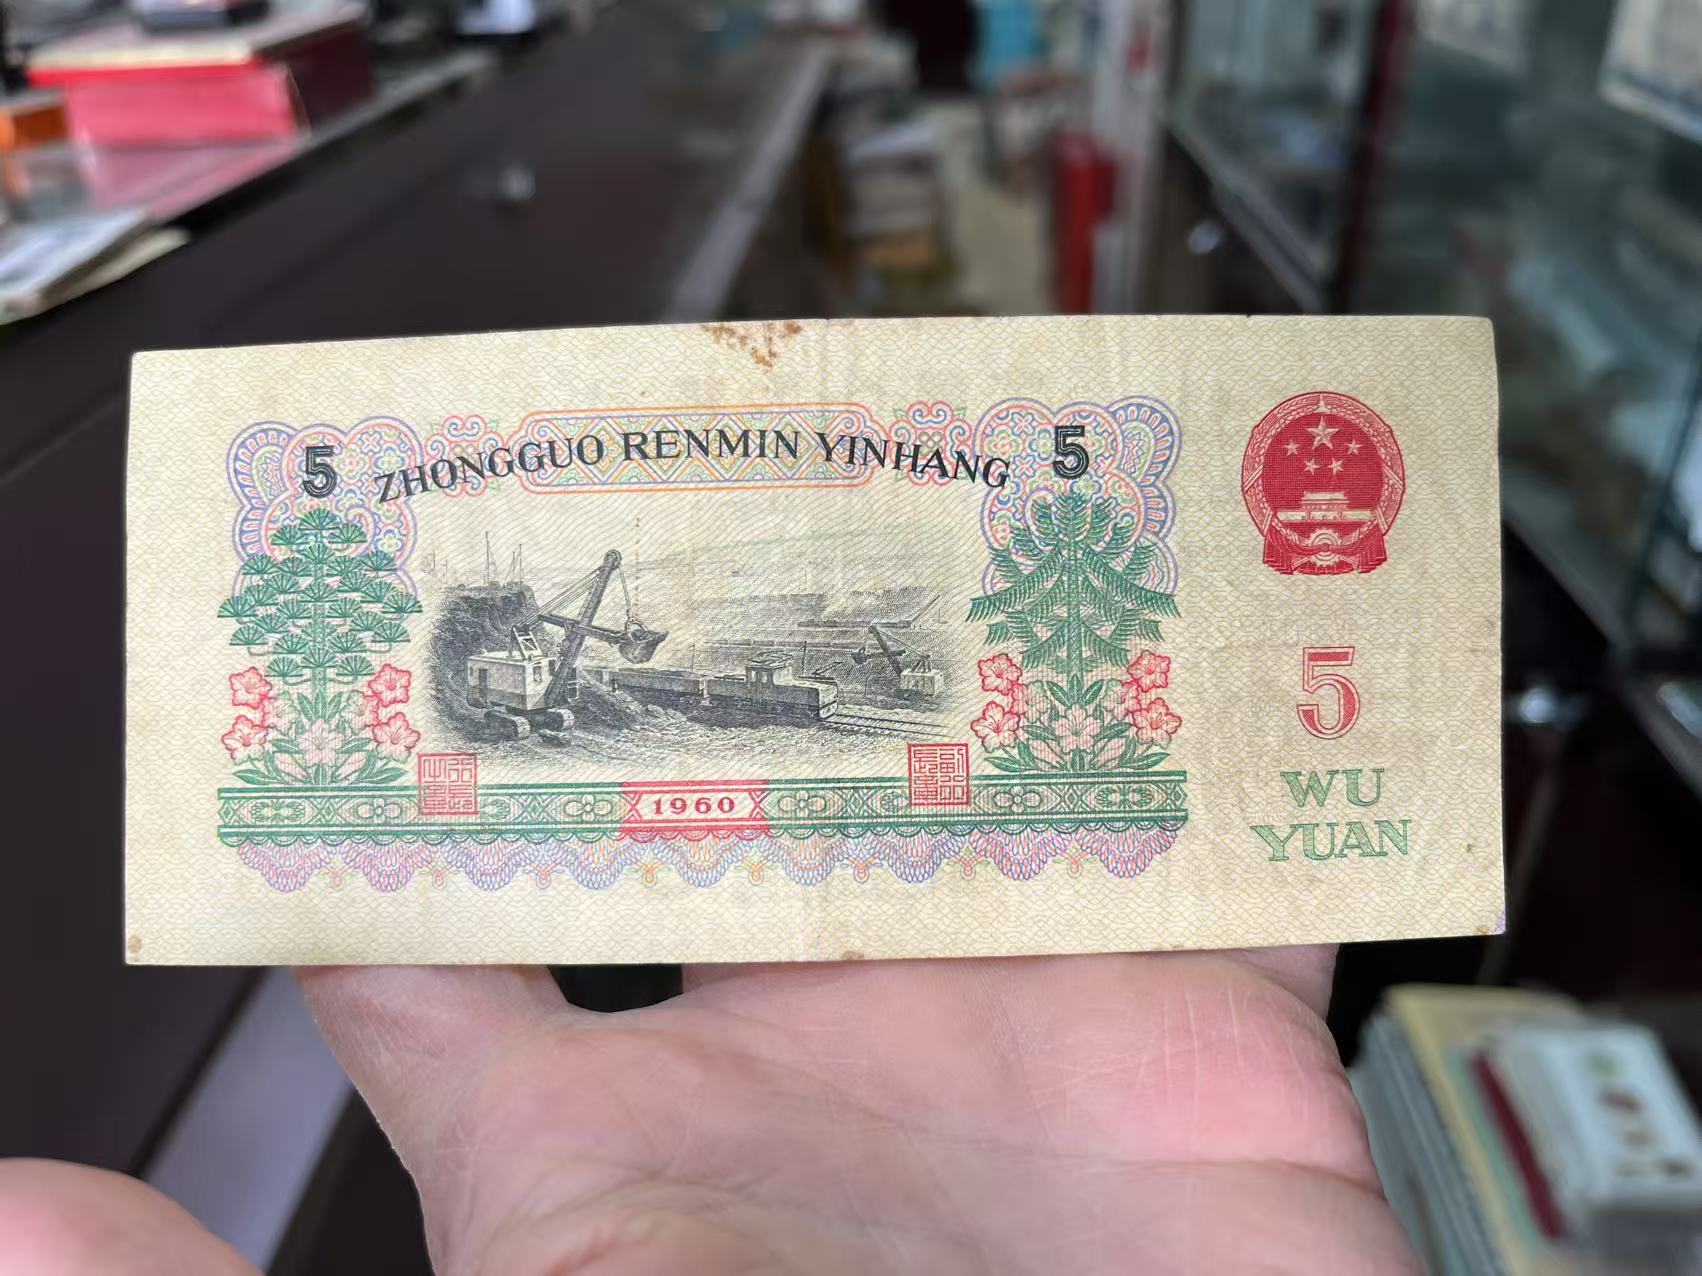 5 ZHONGGUO RENMIN YINHANG 5
5
WU
YUAN
1960